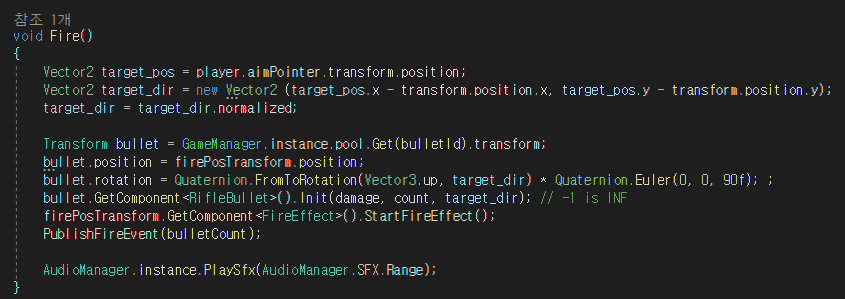 참조 1개
void Fire()
{
Vector2 target_pos = player.aimPointer.transform.position;
Vector2 target_dir = new Vector2 (target_pos.x - transform.position.x, target_pos.y - transform.position.y);
target_dir = target_dir.normalized;
Transform bullet = GameManager.instance.pool.Get(bulletId).transform;
bullet.position = firePosTransform.position;
bullet.rotation = Quaternion.FromToRotation(Vector3.up, target_dir) * Quaternion.Euler(0, 0, 90f); ;
bullet.GetComponent<RifleBullet>().Init(damage, count, target_dir); // -1 is INF
firePosTransform.GetComponent<FireEffect>().StartFireEffect();
PublishFireEvent(bulletCount);
AudioManager.instance.PlaySfx(AudioManager.SFX.Range);
}